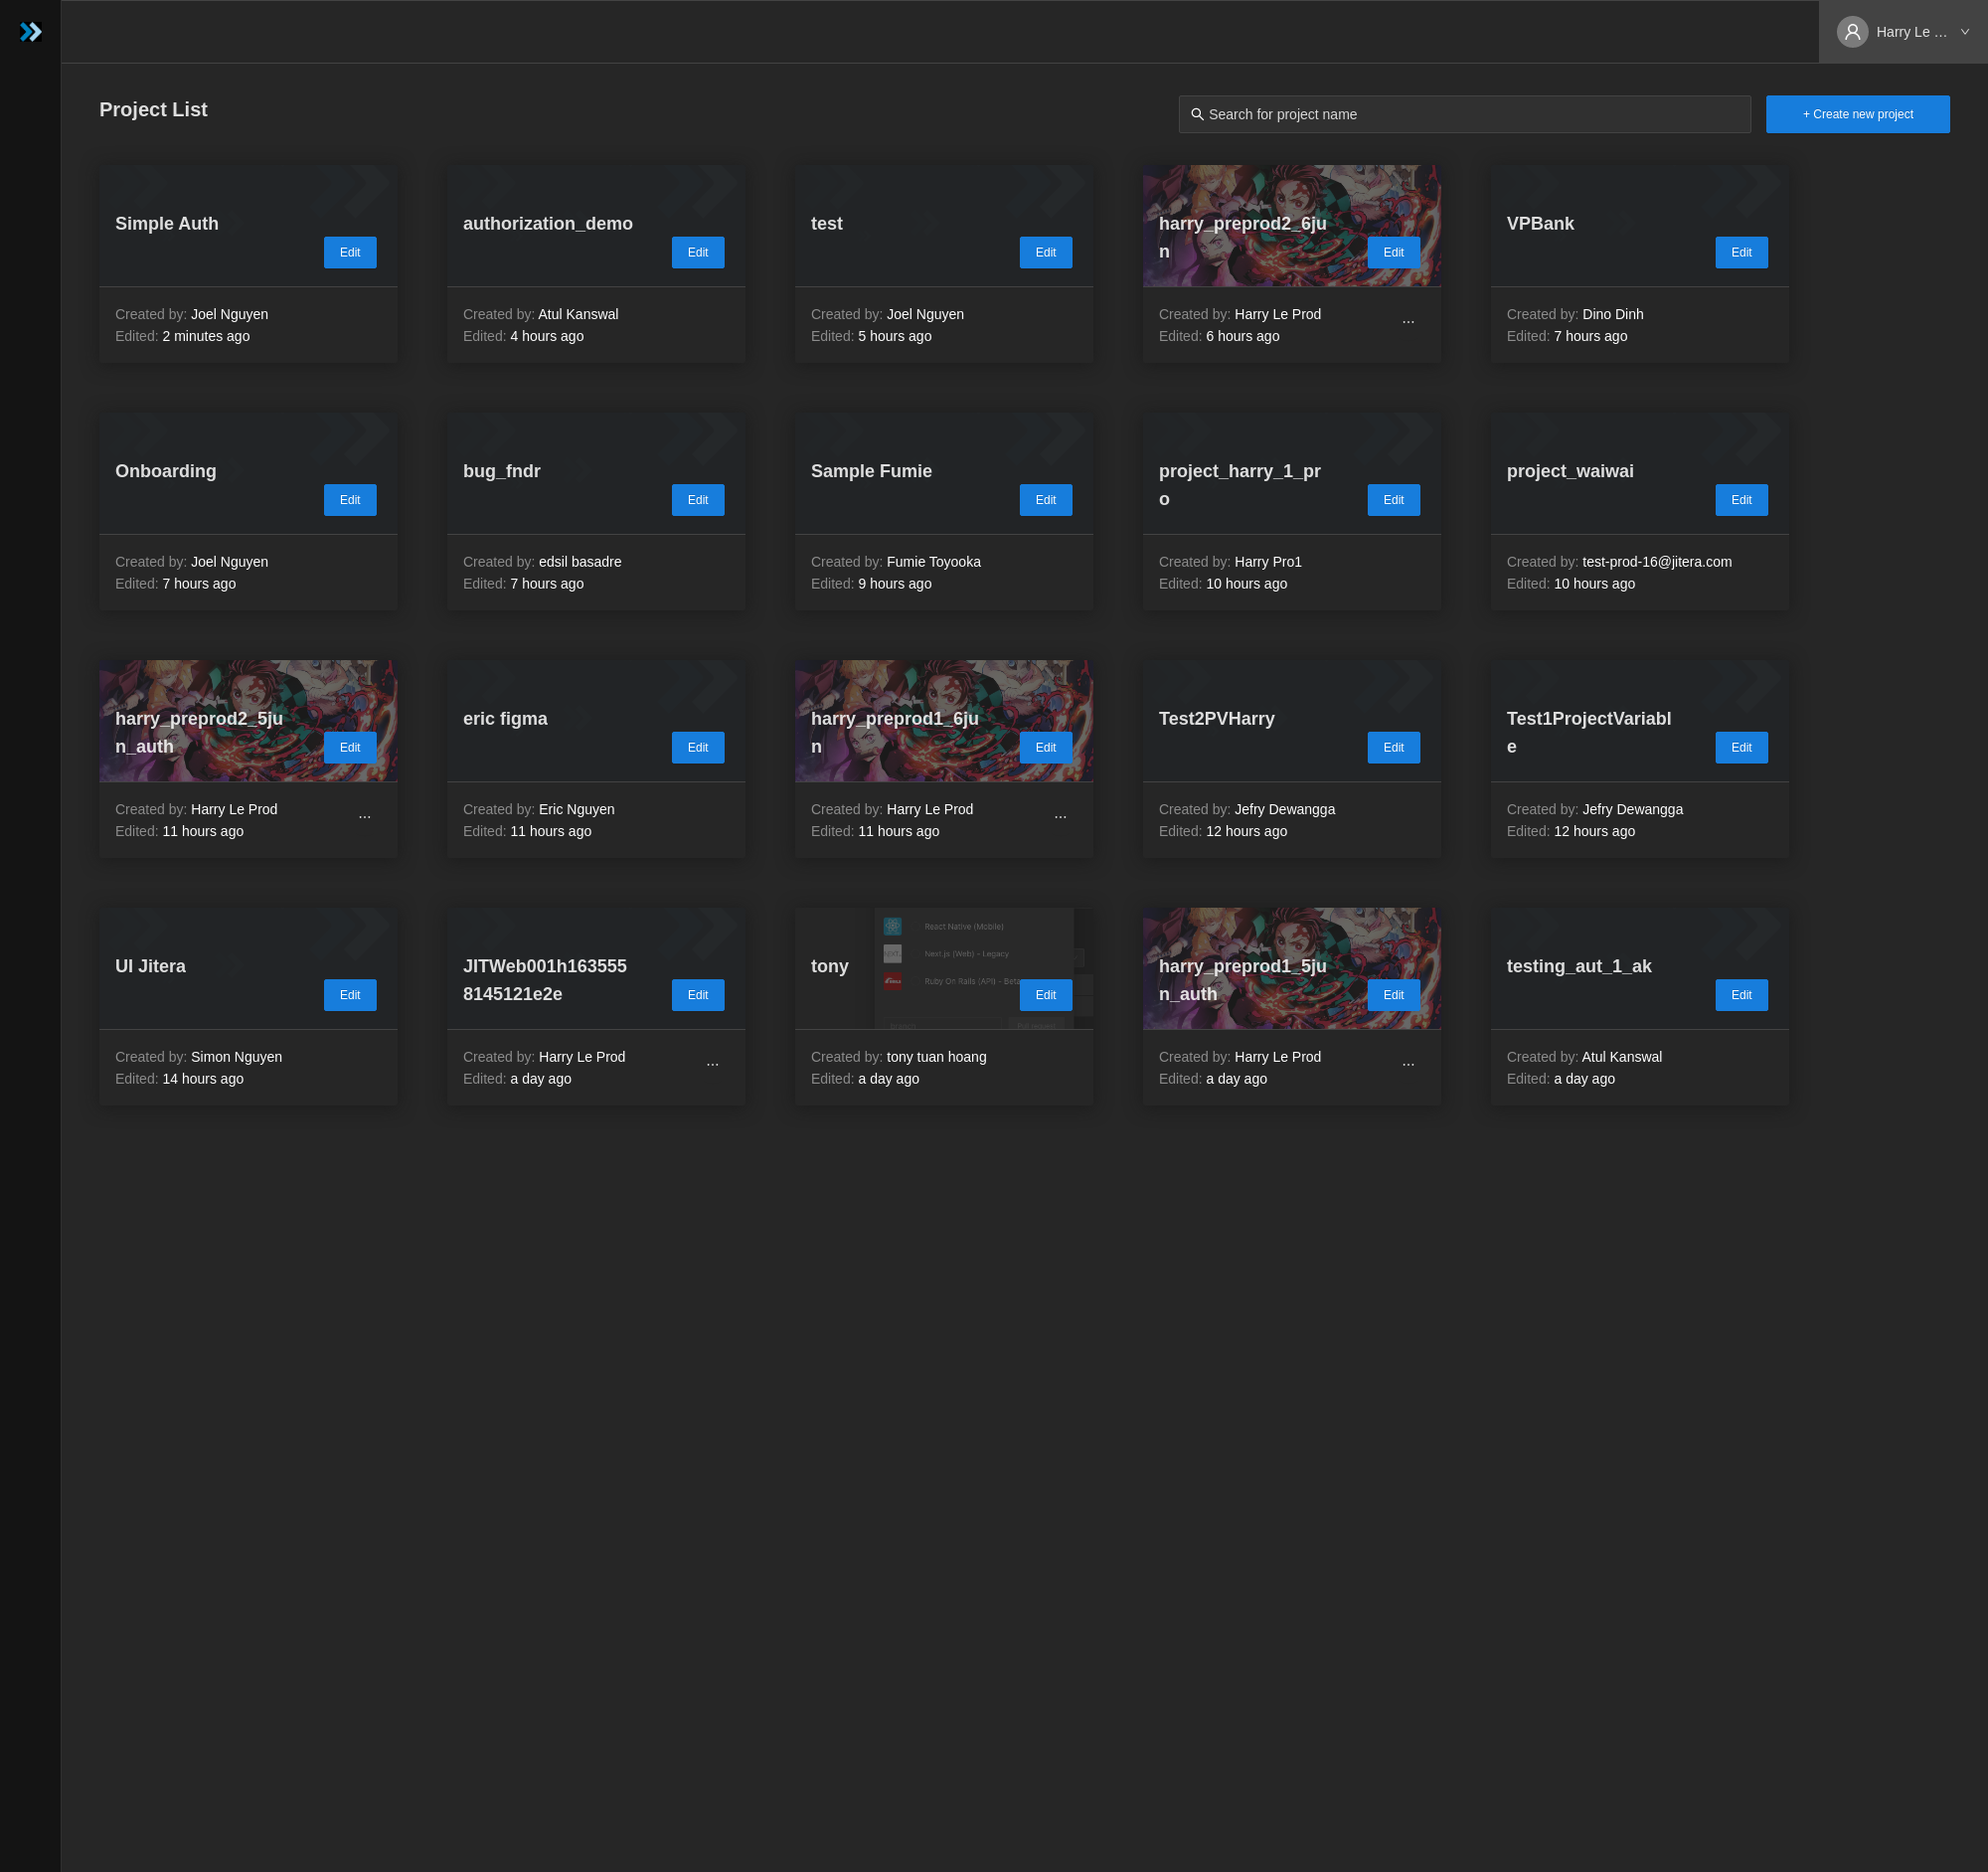 Harry Le ...
Project List
Search for project name
+ Create new project
Simple Auth
Edit
Created by: Joel Nguyen
Edited: 2 minutes ago
authorization_demo
Edit
Created by: Atul Kanswal
Edited: 4 hours ago
test
Edit
Created by: Joel Nguyen
Edited: 5 hours ago
harry_preprod2_6ju
n
Edit
Created by: Harry Le Prod
Edited: 6 hours ago
...
VPBank
Edit
Created by: Dino Dinh
Edited: 7 hours ago
Onboarding
Edit
Created by: Joel Nguyen
Edited: 7 hours ago
bug_fndr
Edit
Created by: edsil basadre
Edited: 7 hours ago
Sample Fumie
Edit
Created by: Fumie Toyooka
Edited: 9 hours ago
project_harry_1_pr
o
Edit
Created by: Harry Pro1
Edited: 10 hours ago
project_waiwai
Edit
Created by: test-prod-16@jitera.com
Edited: 10 hours ago
harry_preprod2_5ju
n_auth
Edit
Created by: Harry Le Prod
Edited: 11 hours ago
...
eric figma
Edit
Created by: Eric Nguyen
Edited: 11 hours ago
harry_preprod1_6ju
n
Edit
Created by: Harry Le Prod
Edited: 11 hours ago
...
Test2PVHarry
Edit
Created by: Jefry Dewangga
Edited: 12 hours ago
Test1ProjectVariabl
e
Edit
Created by: Jefry Dewangga
Edited: 12 hours ago
UI Jitera
Edit
Created by: Simon Nguyen
Edited: 14 hours ago
JITWeb001h163555
8145121e2e
Edit
Created by: Harry Le Prod
Edited: a day ago
...
React Native (Mobile)
Next.js (Web) - Legacy
tony
Ruby On Rails (API) - Beta
Edit
Created by: tony tuan hoang
Edited: a day ago
harry_preprod1_5ju
n_auth
Edit
Created by: Harry Le Prod
Edited: a day ago
...
testing_aut_1_ak
Edit
Created by: Atul Kanswal
Edited: a day ago